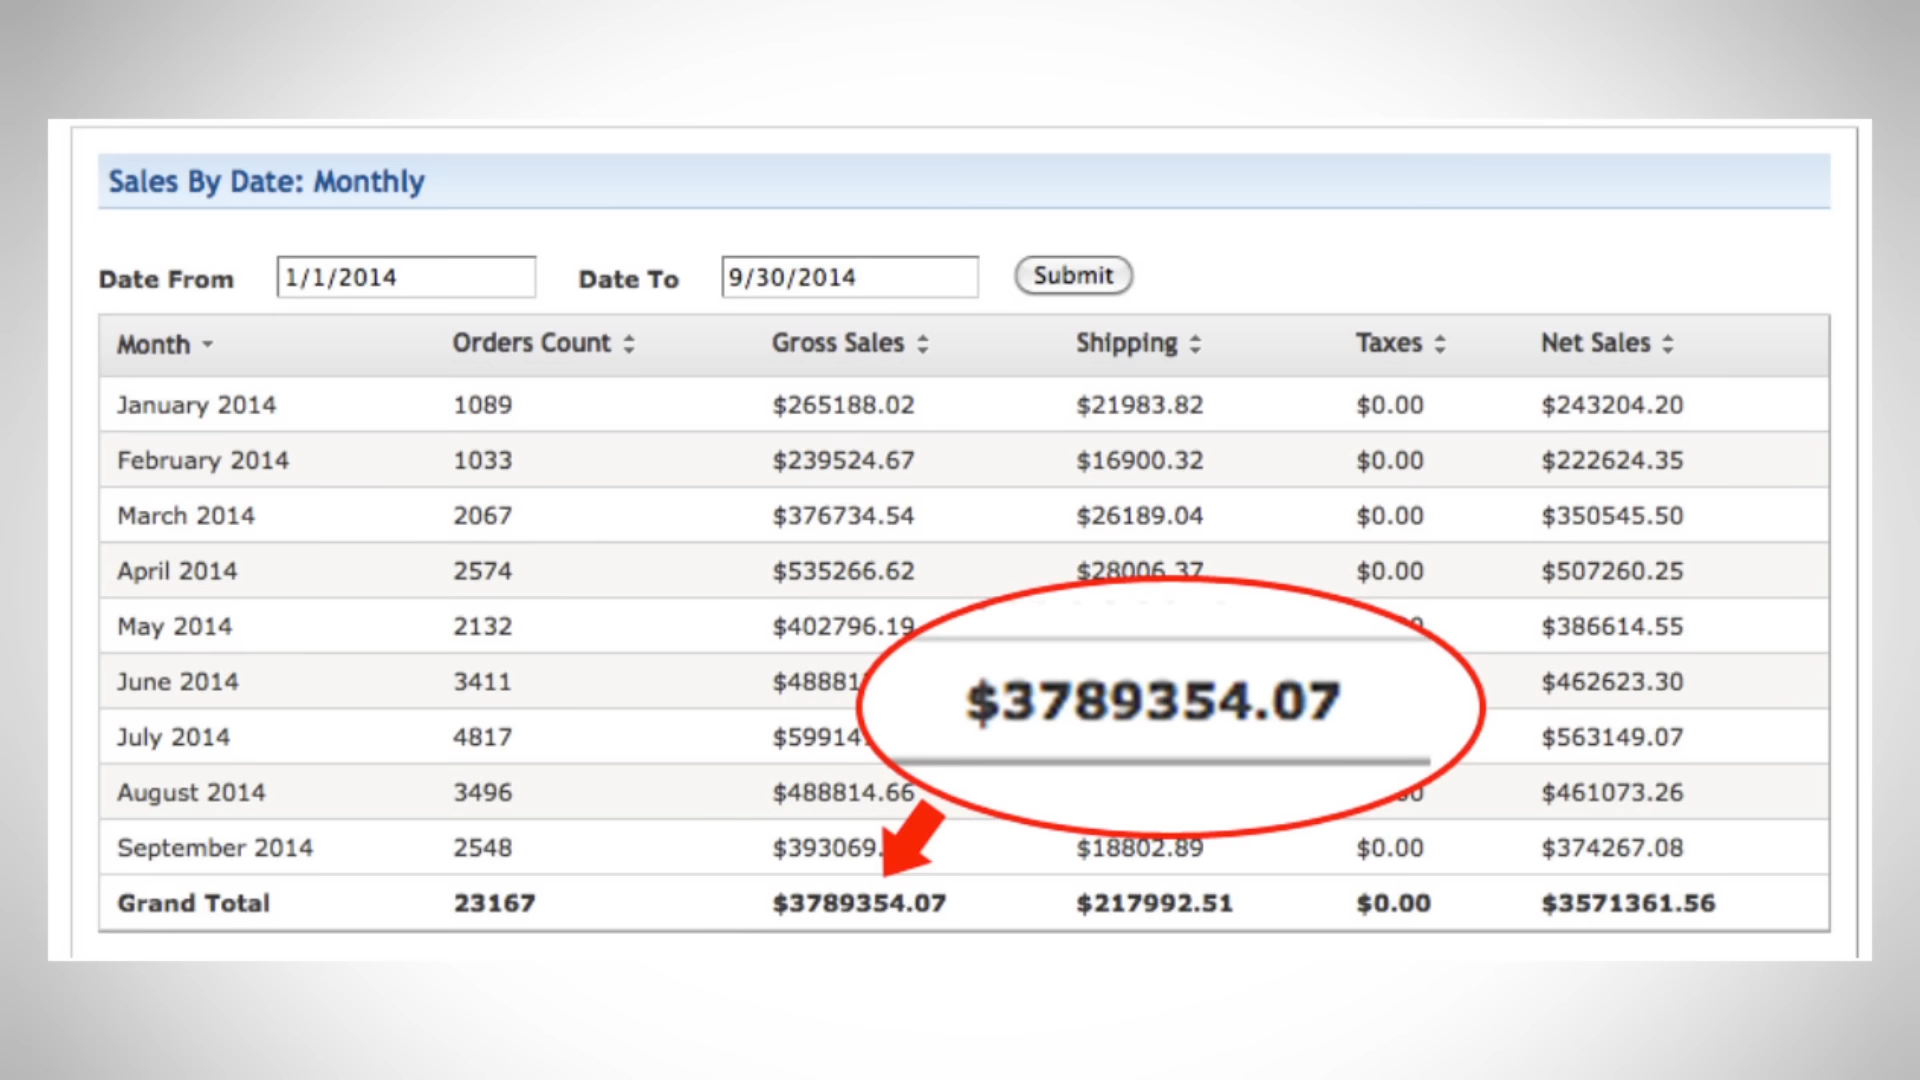 Sales By Date: Monthly
Date From 1/1/2014 Date To 9/30/2014 Submit
Month Orders Count Gross Sales Shipping Taxes Net Sales
January 2014 1089 $265188.02 $21983.82 $0.00 $243204.20
February 2014 1033 $239524.67 $16900.32 $0.00 $222624.35
March 2014 2067 $376734.54 $26189.04 $0.00 $350545.50
April 2014 2574 $535266.62 $28006.37 $0.00 $507260.25
May 2014 2132 $402796.19 $386614.55
June 2014 3411 $462623.30
$3789354.07
July 2014 4817 $563149.07
August 2014 3496 $488814.66 $461073.26
September 2014 2548 $393069. $18802.89 $0.00 $374267.08
Grand Total 23167 $3789354.07 $217992.51 $0.00 $3571361.56